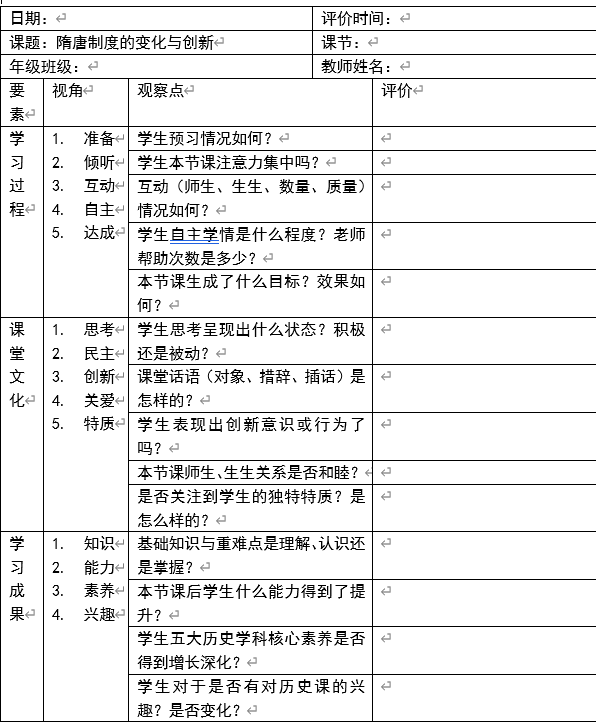 日期：
评价时间：
课题：隋唐制度的变化与创新
课节：
年级班级：
教师姓名：
要素
视角
观察点
评价
学习过程
1. 准备
2. 倾听
3. 互动
4. 自主
5. 达成
学生预习情况如何？
学生本节课注意力集中吗？
互动（师生、生生、数量、质量）
情况如何？
学生自主学情是什么程度？老师
帮助次数是多少？
本节课生成了什么目标？效果如
何？
课堂文化
1. 思考
2. 民主
3. 创新
4. 关爱
5. 特质
学生思考呈现出什么状态？积极
还是被动？
课堂话语（对象、措辞、插话）是
怎样的？
学生表现出创新意识或行为了
吗？
本节课师生、生生关系是否和睦？
是否关注到学生的独特特质？是
怎么样的？
学习成果
1. 知识
2. 能力
3. 素养
4. 兴趣
基础知识与重难点是理解、认识还
是掌握？
本节课后学生什么能力得到了提
升？
学生五大历史学科核心素养是否
得到增长深化？
学生对于是否有对历史课的兴
趣？是否变化？